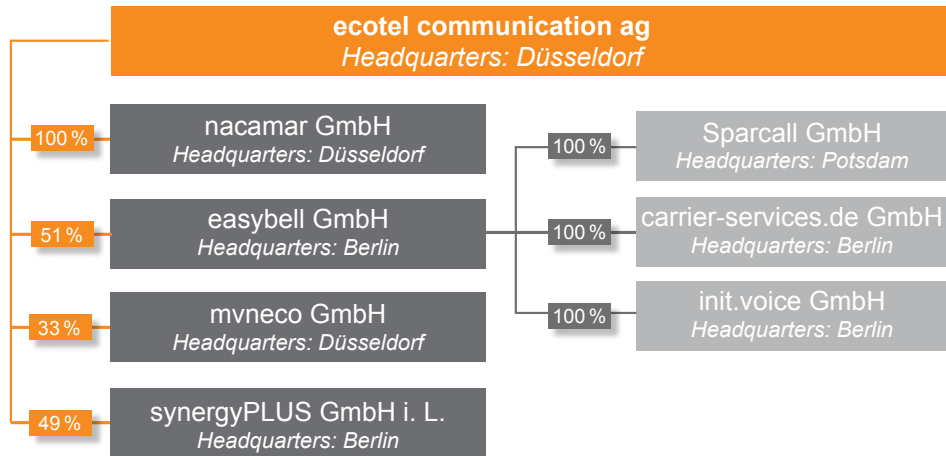 ecotel communication ag
Headquarters: Düsseldorf
100 %
nacamar GmbH
Headquarters: Düsseldorf
51 %
easybell GmbH
Headquarters: Berlin
33 %
mvneco GmbH
Headquarters: Düsseldorf
49 %
synergyPLUS GmbH i. L.
Headquarters: Berlin
100 %
Sparcall GmbH
Headquarters: Potsdam
100 %
carrier-services.de GmbH
Headquarters: Berlin
100 %
init.voice GmbH
Headquarters: Berlin